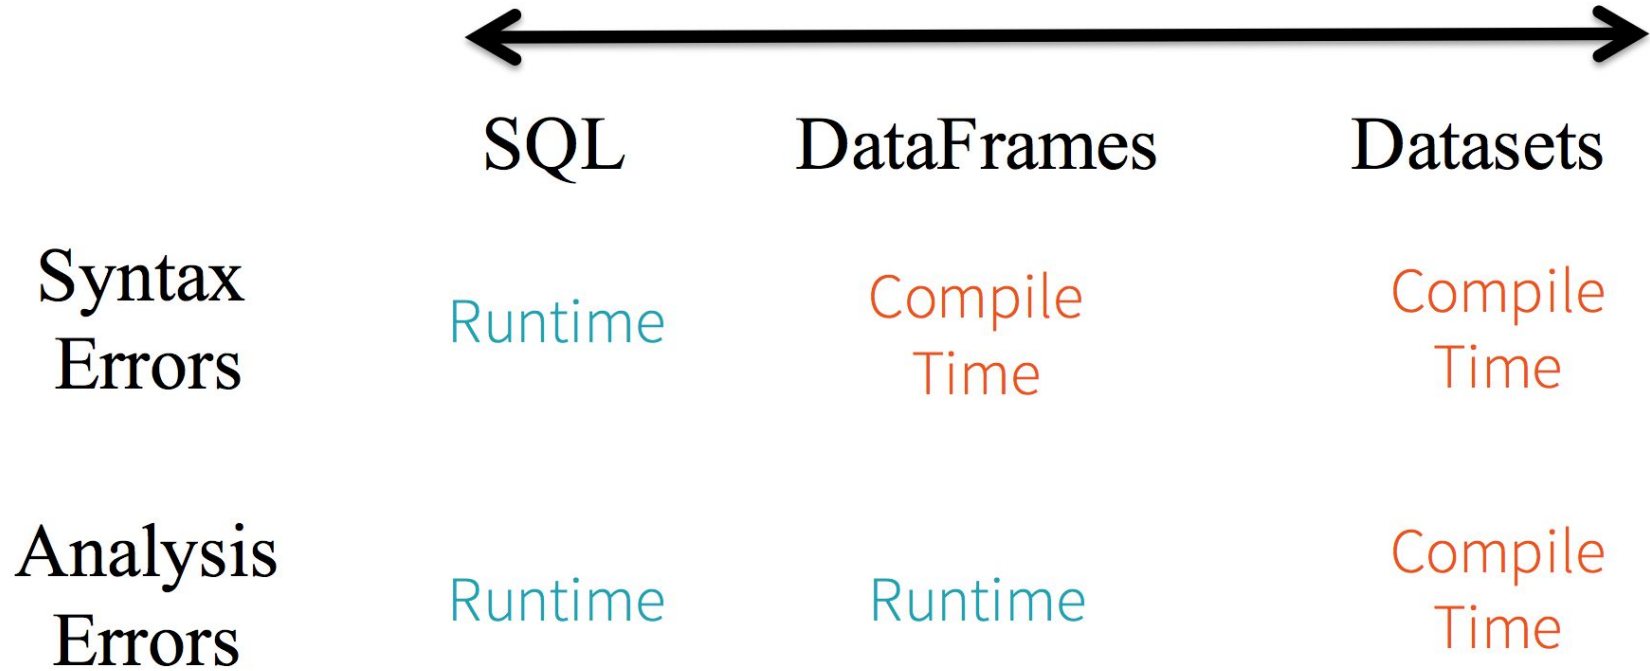 SQL DataFrames Datasets
Syntax
Errors
Runtime
Compile
Time
Compile
Time
Analysis
Errors
Runtime
Runtime
Compile
Time